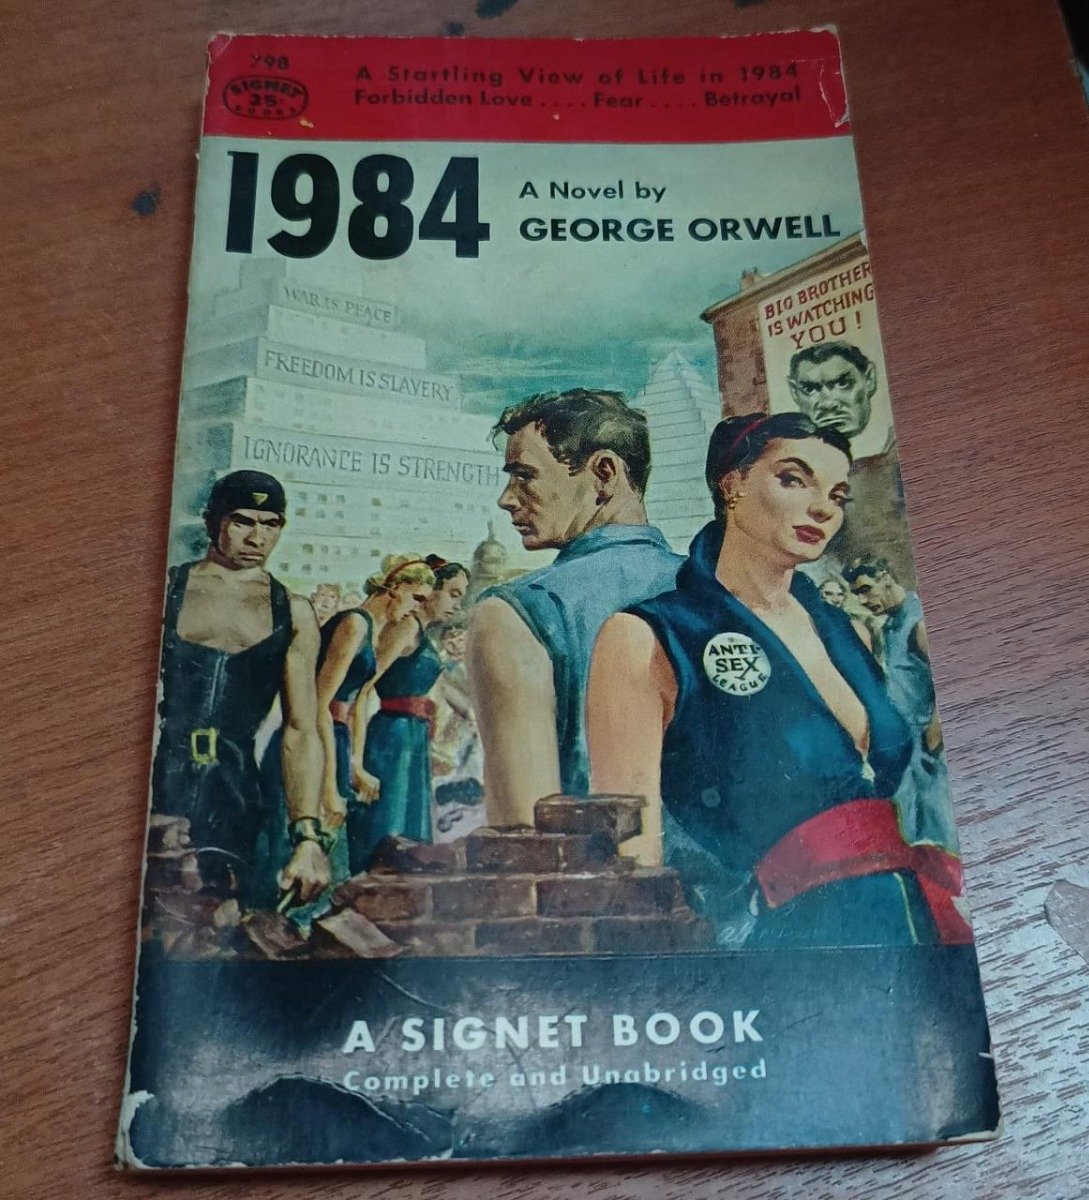 798
SIGNET
25¢
BOOKS
A Startling View of Life in 1984
Forbidden Love .... Fear .... Betrayal
1984
A Novel by
GEORGE ORWELL
WAR IS PEACE
FREEDOM IS SLAVERY
IGNORANCE IS STRENGTH
BIG BROTHER
IS WATCHING
YOU!
ANTI-
SEX
LEAGUE
A SIGNET BOOK
Complete and Unabridged